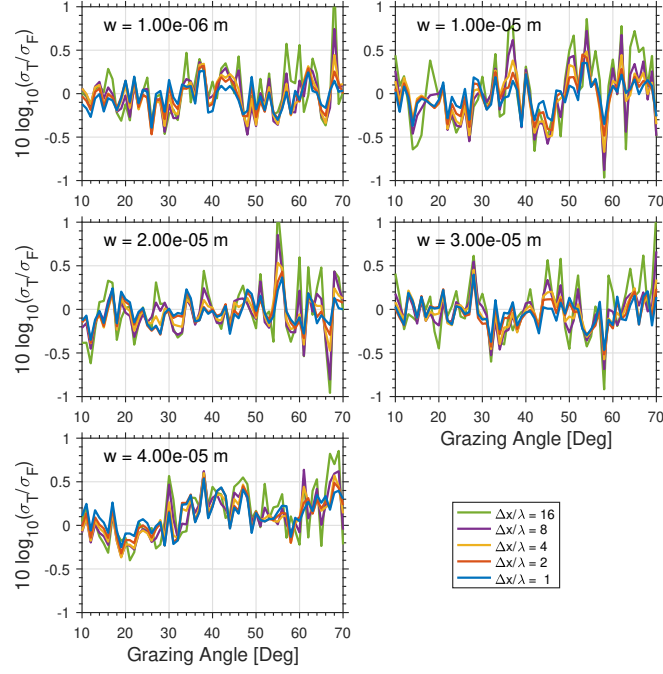 w = 1.00e-06 m
w = 1.00e-05 m
10 log10(σT/σF)
1
0.5
0
-0.5
-1
10 20 30 40 50 60 70
1
0.5
0
-0.5
-1
10 20 30 40 50 60 70
w = 2.00e-05 m
w = 3.00e-05 m
10 log10(σT/σF)
1
0.5
0
-0.5
-1
10 20 30 40 50 60 70
1
0.5
0
-0.5
-1
10 20 30 40 50 60 70
Grazing Angle [Deg]
w = 4.00e-05 m
10 log10(σT/σF)
1
0.5
0
-0.5
-1
10 20 30 40 50 60 70
Grazing Angle [Deg]
Δx/λ = 16
Δx/λ = 8
Δx/λ = 4
Δx/λ = 2
Δx/λ = 1